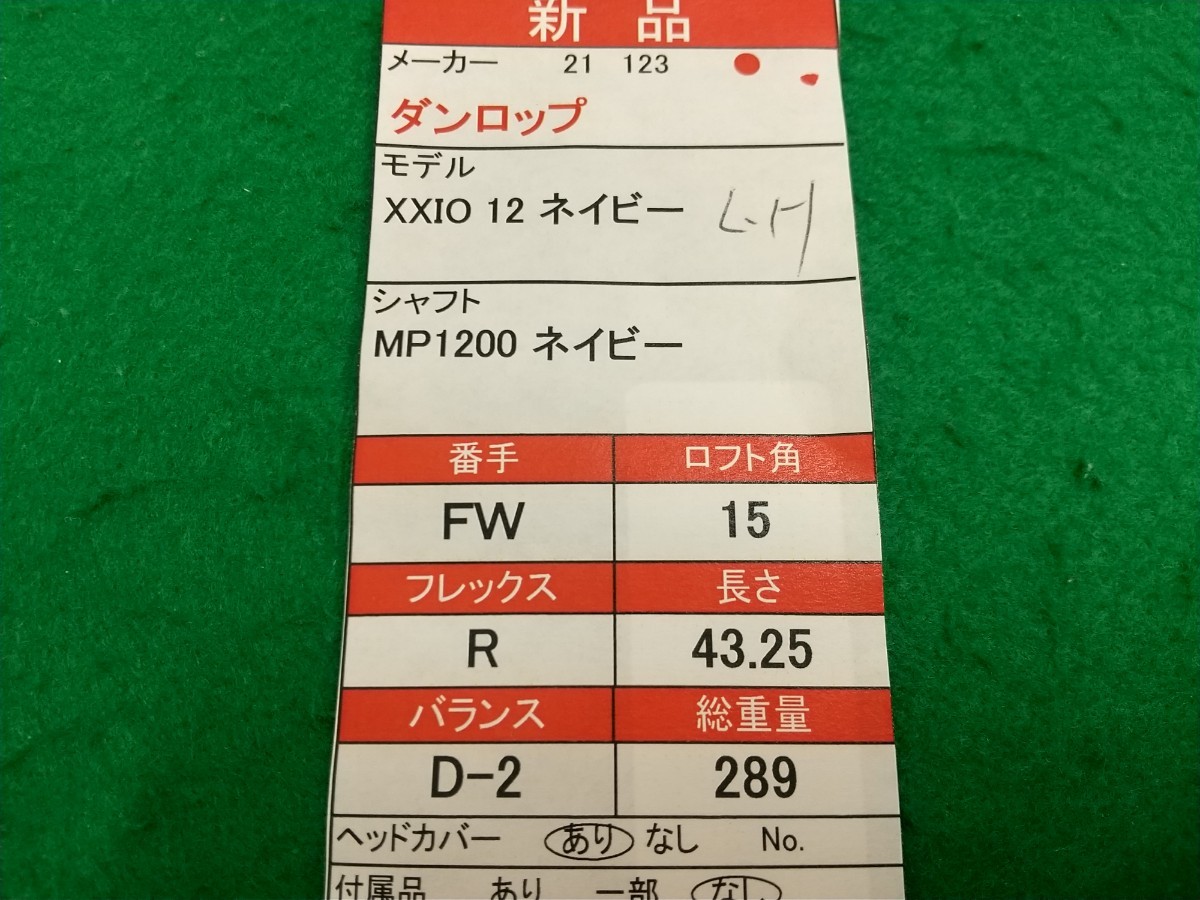 新 品
メーカー 21 123
ダンロップ
モデル
XXIO 12 ネイビー L-H
シャフト
MP1200 ネイビー
番手 ロフト角
FW 15
フレックス 長さ
R 43.25
バランス 総重量
D-2 289
ヘッドカバー あり なし No.
付属品 あり 一部 なし